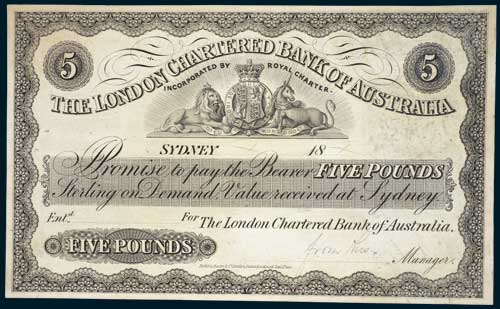 5 5
THE LONDON CHARTERED BANK OF AUSTRALIA
INCORPORATED BY ROYAL CHARTER.
SYDNEY 18
Promise to pay the Bearer FIVE POUNDS
Sterling on Demand, Value received at Sydney
Ent.d For The London Chartered Bank of Australia.
FIVE POUNDS
Manager.